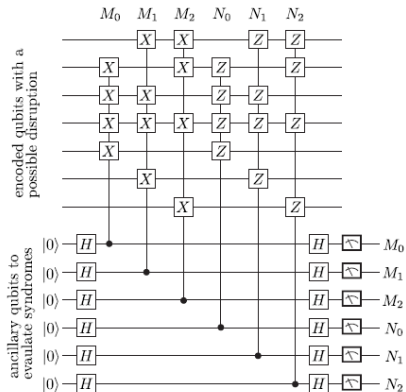 M₀ M₁ M₂ N₀ N₁ N₂
encoded qubits with a
possible disruption
X X Z Z
X X Z Z
X X Z Z
X X X Z Z Z
X Z
X Z
X Z
ancillary qubits to
evaulate syndromes
|0⟩ H H M₀
|0⟩ H H M₁
|0⟩ H H M₂
|0⟩ H H N₀
|0⟩ H H N₁
|0⟩ H H N₂